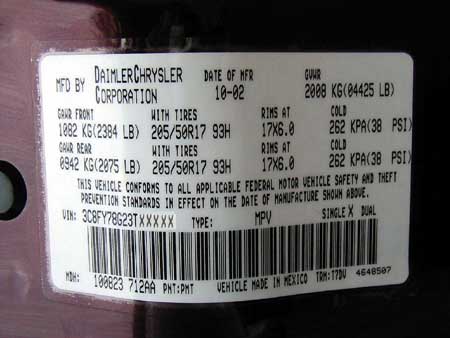 MFD BY DAIMLERCHRYSLER CORPORATION DATE OF MFR 10-02 GVWR 2008 KG(04425 LB)
GAWR FRONT WITH TIRES RIMS AT COLD
1082 KG(2384 LB) 205/50R17 93H 17X6.0 262 KPA(38 PSI)
GAWR REAR WITH TIRES RIMS AT COLD
0942 KG(2075 LB) 205/50R17 93H 17X6.0 262 KPA(38 PSI)
THIS VEHICLE CONFORMS TO ALL APPLICABLE FEDERAL MOTOR VEHICLE SAFETY AND THEFT
PREVENTION STANDARDS IN EFFECT ON THE DATE OF MANUFACTURE SHOWN ABOVE.
VIN: 3C8FY78G23TXXXXX TYPE: MPV SINGLE X DUAL
MDH: 100823 712AA PNT:PMT VEHICLE MADE IN MEXICO TRM:T7DV 4648507